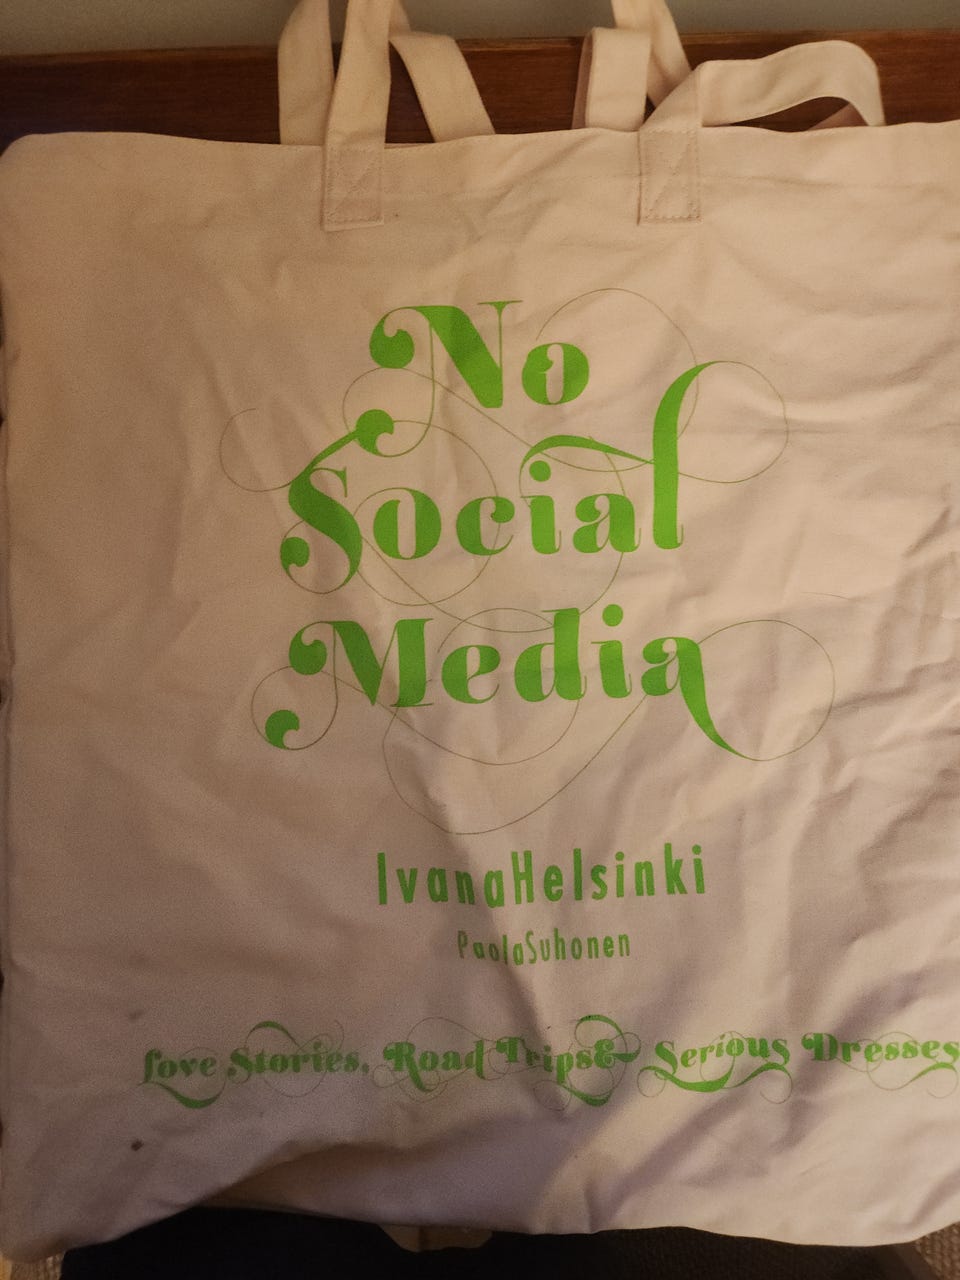 No
Social
Media
IvanaHelsinki
PaolaSuhonen
Love Stories, Road Trips & Serious Dresses